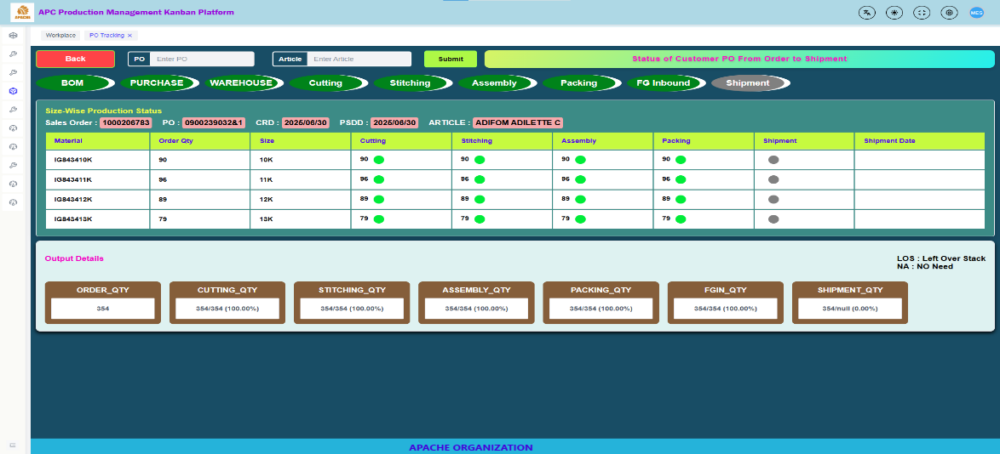 APACHE
APC Production Management Kanban Platform
MES
Workplace
PO Tracking ×
Back
PO
Enter PO
Article
Enter Article
Submit
Status of Customer PO From Order to Shipment
BOM
PURCHASE
WAREHOUSE
Cutting
Stitching
Assembly
Packing
FG Inbound
Shipment
Size-Wise Production Status
Sales Order : 1000206783 PO : 0900239032&1 CRD : 2025/06/30 PSDD : 2025/06/30 ARTICLE : ADIFOM ADILETTE C
Material Order Qty Size Cutting Stitching Assembly Packing Shipment Shipment Date
IG843410K 90 10K 90 90 90 90
IG843411K 96 11K 96 96 96 96
IG843412K 89 12K 89 89 89 89
IG843413K 79 13K 79 79 79 79
Output Details
LOS : Left Over Stack
NA : NO Need
ORDER_QTY CUTTING_QTY STITCHING_QTY ASSEMBLY_QTY PACKING_QTY FGIN_QTY SHIPMENT_QTY
354 354/354 (100.00%) 354/354 (100.00%) 354/354 (100.00%) 354/354 (100.00%) 354/354 (100.00%) 354/null (0.00%)
APACHE ORGANIZATION